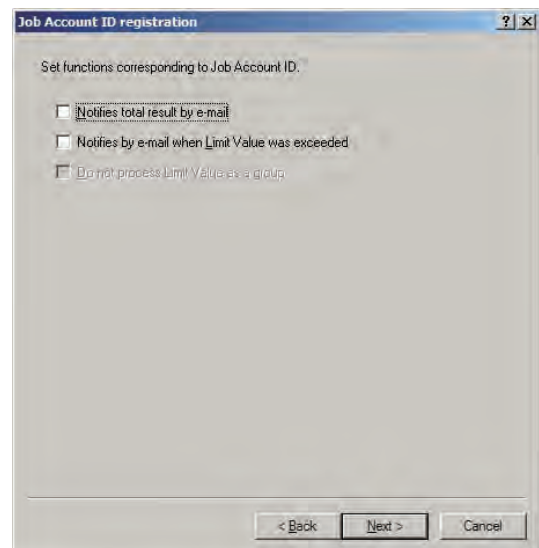 Job Account ID registration
Set functions corresponding to Job Account ID.
Notifies total result by e-mail
Notifies by e-mail when Limit Value was exceeded
Do not process Limit Value as a group
< Back
Next >
Cancel